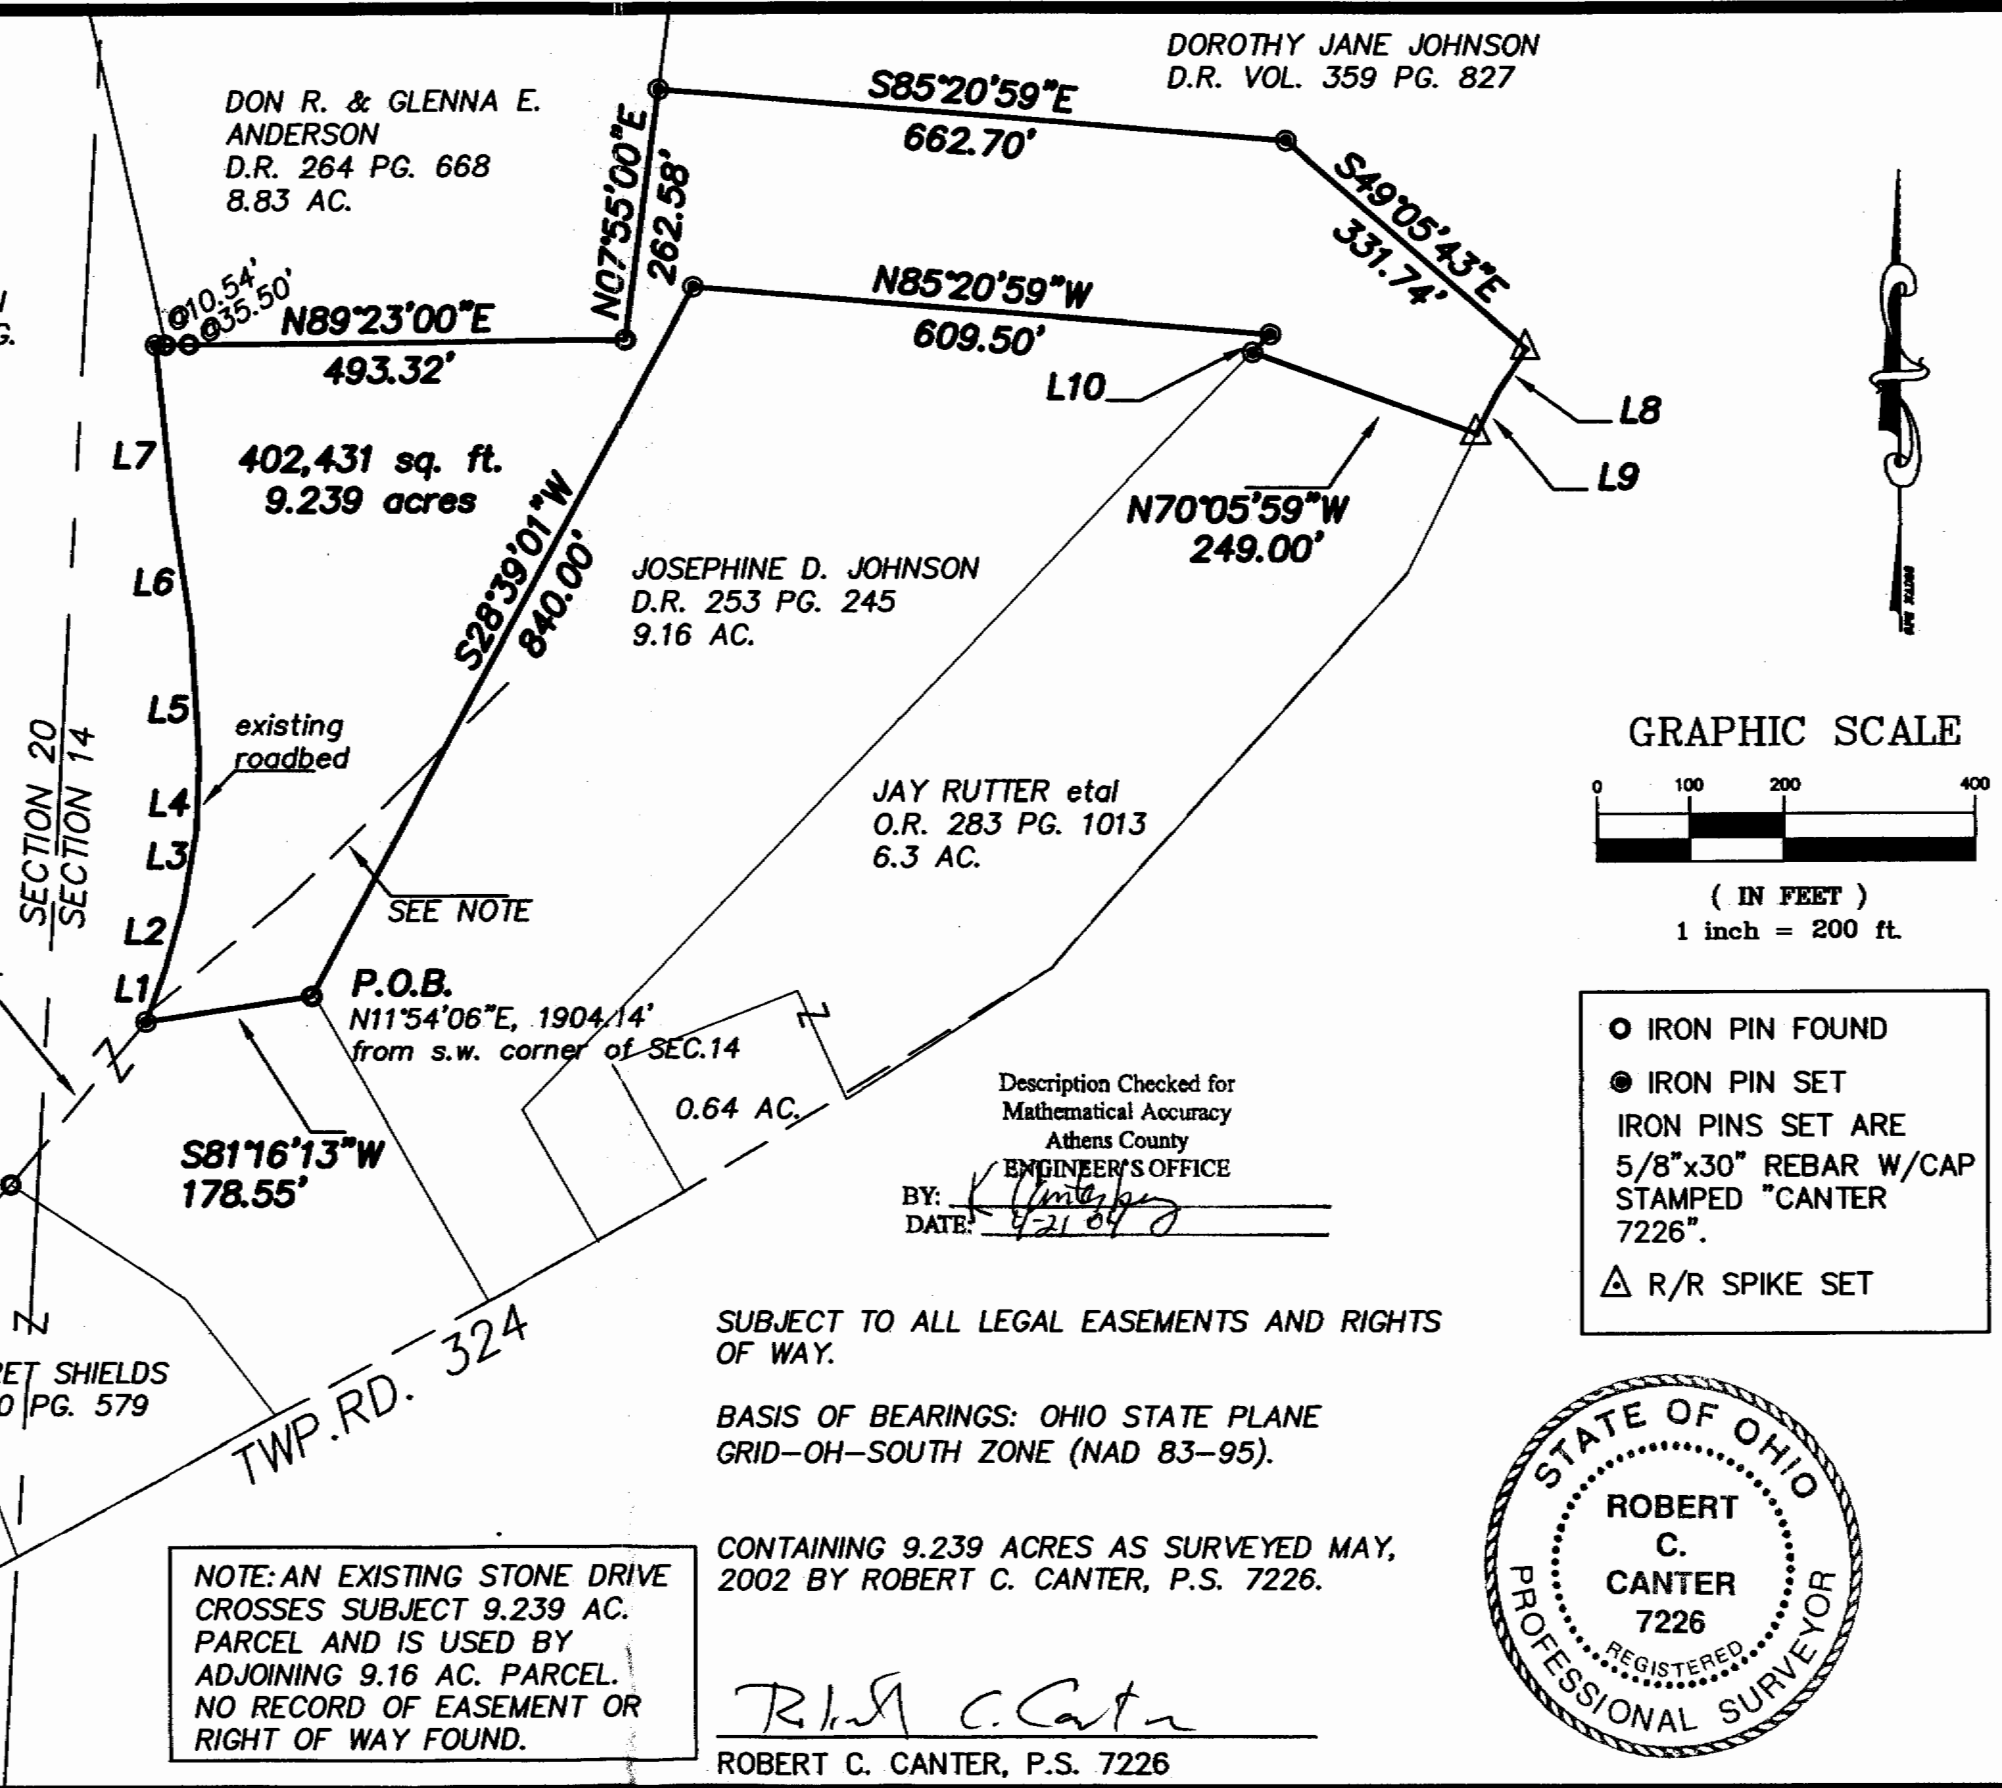 DOROTHY JANE JOHNSON
D.R. VOL. 359 PG. 827
DON R. & GLENNA E.
ANDERSON
D.R. 264 PG. 668
8.83 AC.
S85°20'59"E
662.70'
N07°55'00"E
262.58'
S49°05'43"E
331.74'
@10.54'
@35.50'
N89°23'00"E
493.32'
N85°20'59"W
609.50'
L10
L8
L9
L7
402,431 sq. ft.
9.239 acres
N70°05'59"W
249.00'
S28°39'01"W
840.00'
JOSEPHINE D. JOHNSON
D.R. 253 PG. 245
9.16 AC.
L6
L5
existing
roadbed
L4
L3
L2
L1
SECTION 20
SECTION 14
SEE NOTE
JAY RUTTER etal
O.R. 283 PG. 1013
6.3 AC.
GRAPHIC SCALE
0 100 200 400
( IN FEET )
1 inch = 200 ft.
P.O.B.
N11°54'06"E, 1904.14'
from s.w. corner of SEC.14
0.64 AC.
S81°16'13"W
178.55'
Description Checked for
Mathematical Accuracy
Athens County
ENGINEER'S OFFICE
BY:
DATE: 4-21 04
IRON PIN FOUND
IRON PIN SET
IRON PINS SET ARE
5/8"x30" REBAR W/CAP
STAMPED "CANTER
7226".
R/R SPIKE SET
TWP.RD. 324
SHIELDS
PG. 579
SUBJECT TO ALL LEGAL EASEMENTS AND RIGHTS
OF WAY.
BASIS OF BEARINGS: OHIO STATE PLANE
GRID-OH-SOUTH ZONE (NAD 83-95).
CONTAINING 9.239 ACRES AS SURVEYED MAY,
2002 BY ROBERT C. CANTER, P.S. 7226.
NOTE: AN EXISTING STONE DRIVE
CROSSES SUBJECT 9.239 AC.
PARCEL AND IS USED BY
ADJOINING 9.16 AC. PARCEL.
NO RECORD OF EASEMENT OR
RIGHT OF WAY FOUND.
Robert C. Canter
ROBERT C. CANTER, P.S. 7226
STATE OF OHIO
ROBERT
C.
CANTER
7226
REGISTERED
PROFESSIONAL SURVEYOR